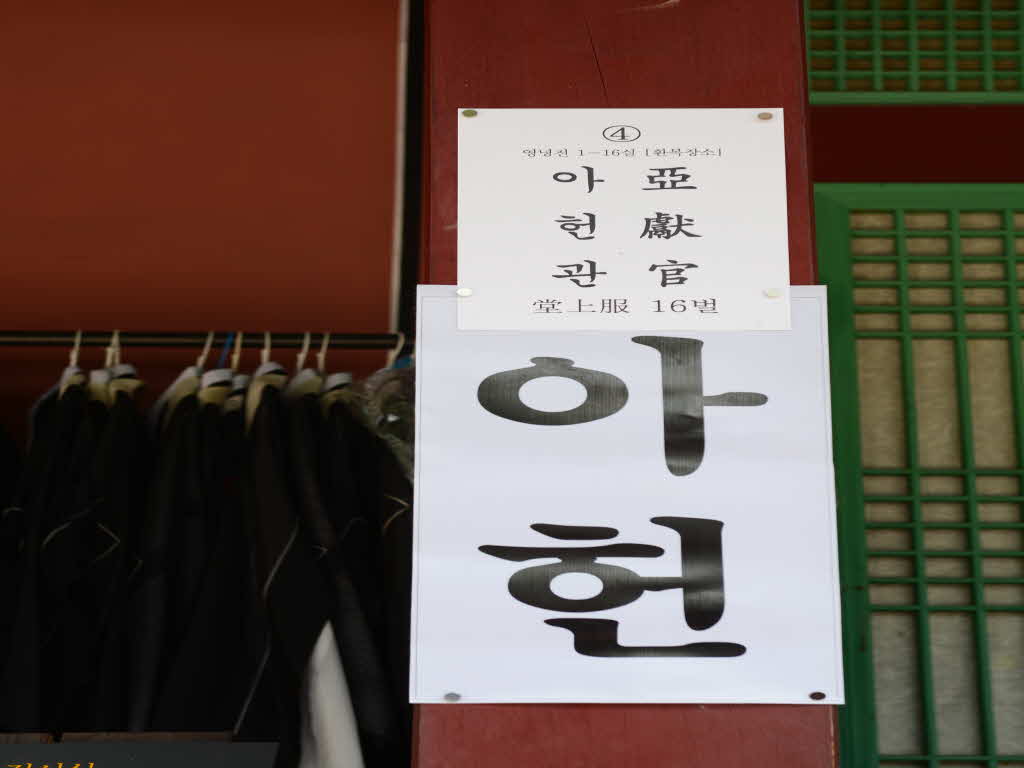 ④
영녕전 1-16실 [환복장소]
아 亞
헌 獻
관 官
堂上服 16벌
아
헌